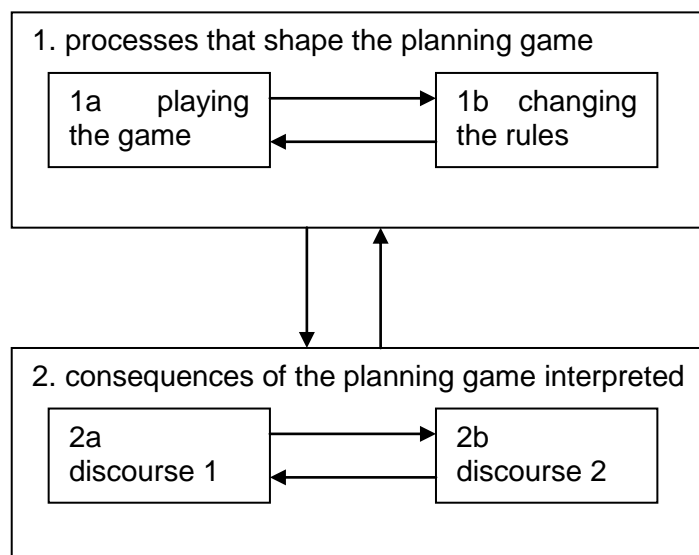 1. processes that shape the planning game
1a playing
the game
1b changing
the rules
2. consequences of the planning game interpreted
2a
discourse 1
2b
discourse 2